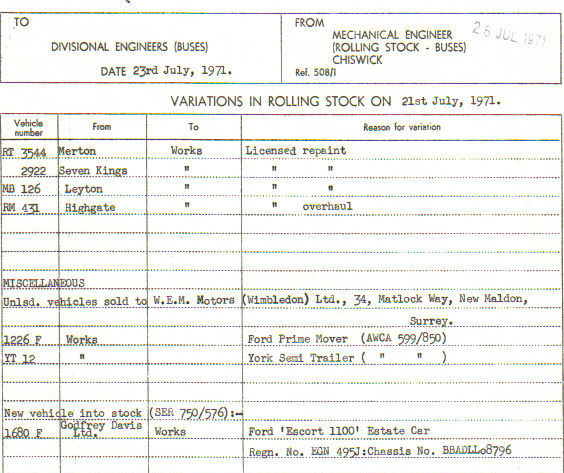 TO
DIVISIONAL ENGINEERS (BUSES)
DATE 23rd July, 1971.
FROM
MECHANICAL ENGINEER
(ROLLING STOCK - BUSES)
CHISWICK
Ref. 508/1
28 JUL 1971
VARIATIONS IN ROLLING STOCK ON 21st July, 1971.
Vehicle number From To Reason for variation
RT 3544 Merton Works Licensed repaint
2922 Seven Kings " " "
MB 126 Leyton " " "
RM 431 Highgate " " overhaul
MISCELLANEOUS
Unlsd. vehicles sold to W.E.M. Motors (Wimbledon) Ltd., 34, Matlock Way, New Maldon,
Surrey.
1226 F Works Ford Prime Mover (AWCA 599/850)
YT 12 " York Semi Trailer ( " " )
New vehicle into stock (SER 750/576):-
1680 F Godfrey Davis Ltd. Works Ford 'Escort 1100' Estate Car
Regn. No. EGN 495J:Chassis No. BBADLLo8796